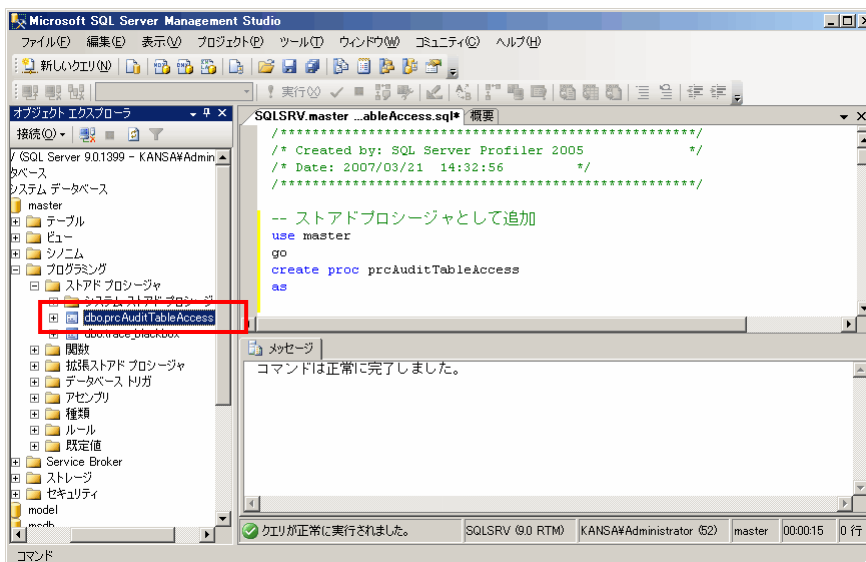 Microsoft SQL Server Management Studio
ファイル(F) 編集(E) 表示(V) プロジェクト(P) ツール(T) ウィンドウ(W) コミュニティ(C) ヘルプ(H)
新しいクエリ(N)
実行(X)
オブジェクト エクスプローラ
接続(O)
/ (SQL Server 9.0.1399 - KANSA¥Admin
タベース
システム データベース
master
テーブル
ビュー
シノニム
プログラミング
ストアド プロシージャ
システム ストアド プロシージ
dbo.prcAuditTableAccess
dbo.trace_blackbox
関数
拡張ストアド プロシージャ
データベース トリガ
アセンブリ
種類
ルール
既定値
Service Broker
ストレージ
セキュリティ
model
msdb
SQLSRV.master ...ableAccess.sql* 概要
/****************************************************/
/* Created by: SQL Server Profiler 2005 */
/* Date: 2007/03/21 14:32:56 */
/****************************************************/
-- ストアドプロシージャとして追加
use master
go
create proc prcAuditTableAccess
as
メッセージ
コマンドは正常に完了しました。
クエリが正常に実行されました。 SQLSRV (9.0 RTM) KANSA¥Administrator (52) master 00:00:15 0 行
コマンド